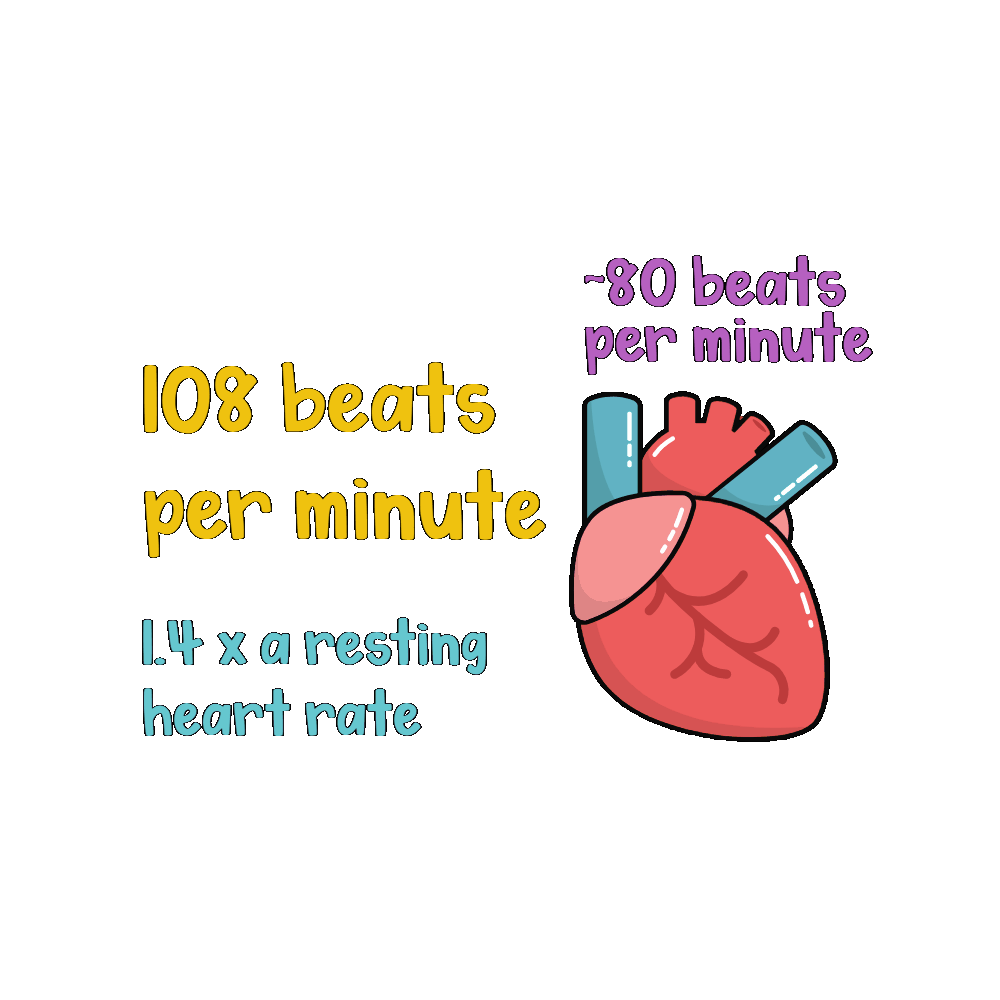 ~80 beats
per minute
108 beats
per minute
1.4 x a resting
heart rate